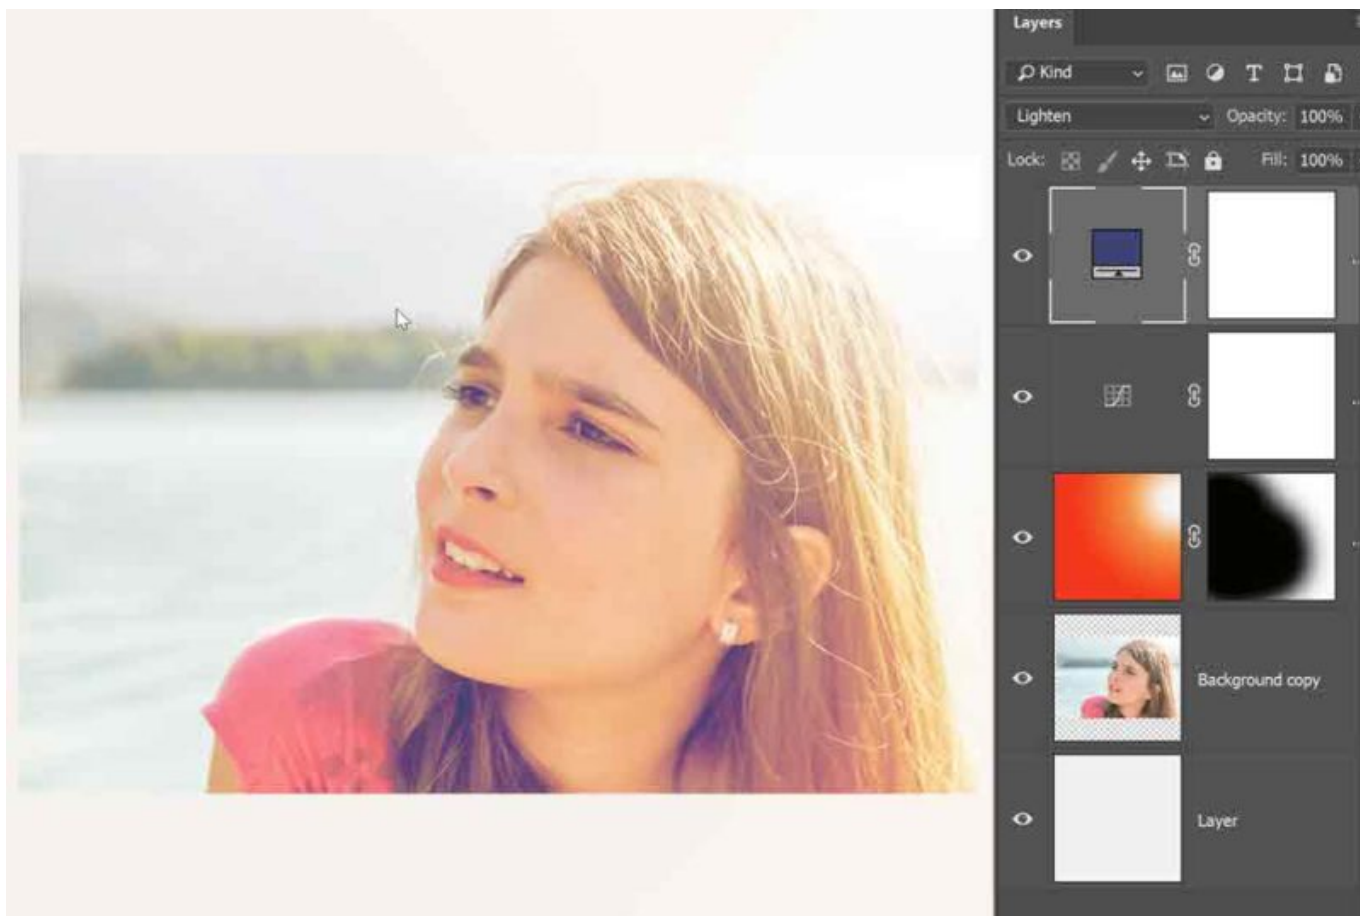 Layers
Kind
Lighten Opacity: 100%
Lock: Fill: 100%
Background copy
Layer